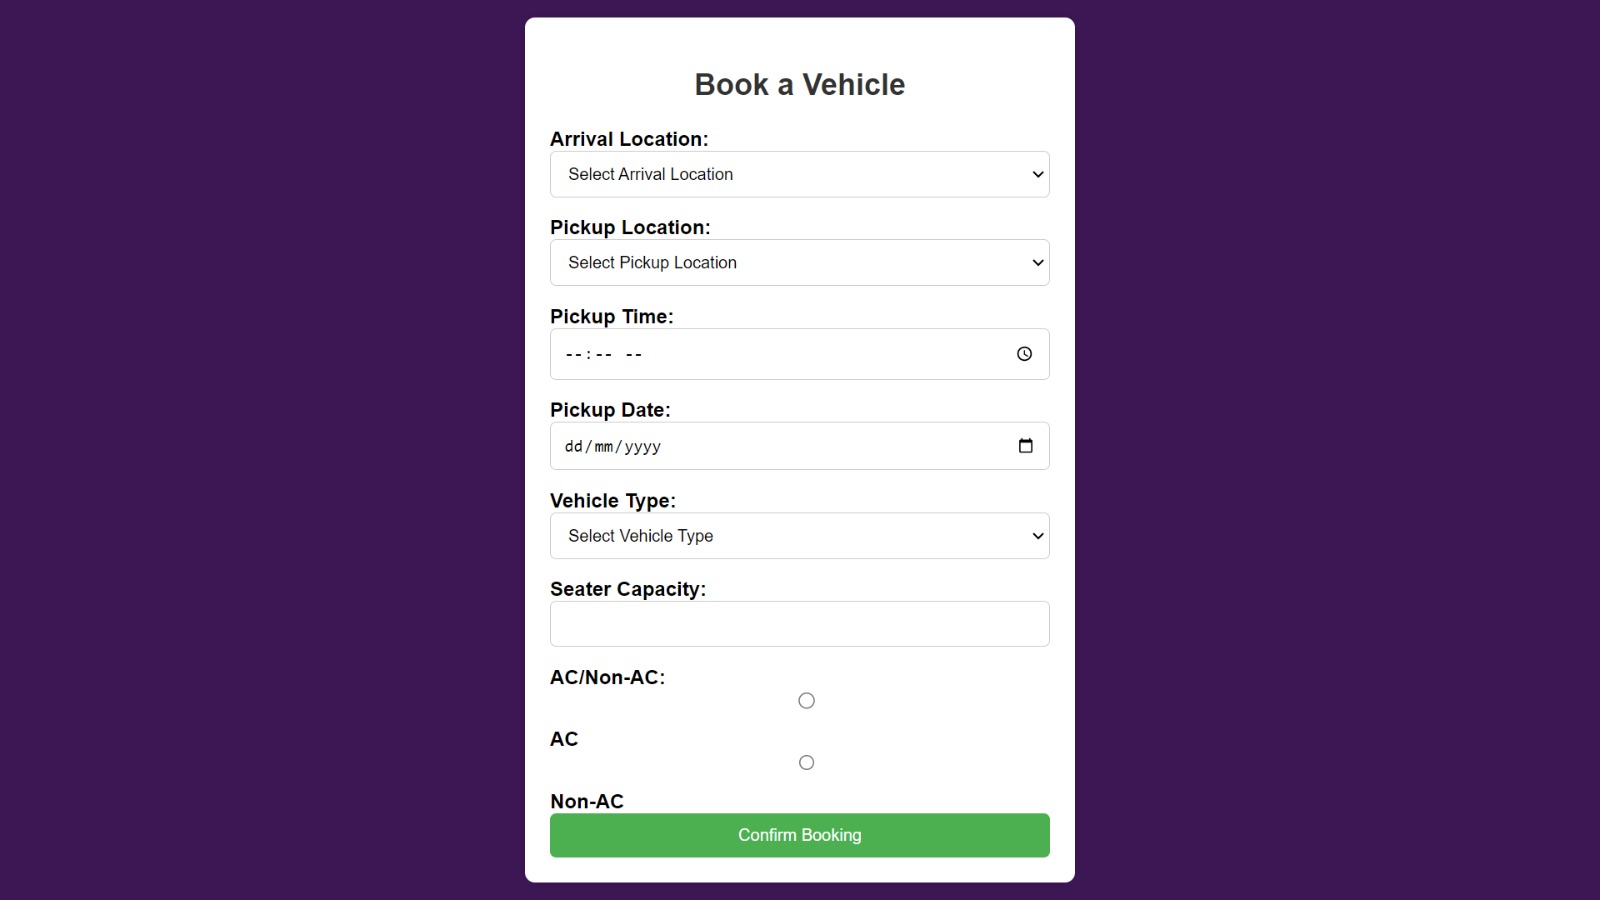 Book a Vehicle
Arrival Location:
Select Arrival Location
Pickup Location:
Select Pickup Location
Pickup Time:
--:-- --
Pickup Date:
dd/mm/yyyy
Vehicle Type:
Select Vehicle Type
Seater Capacity:
AC/Non-AC:
AC
Non-AC
Confirm Booking